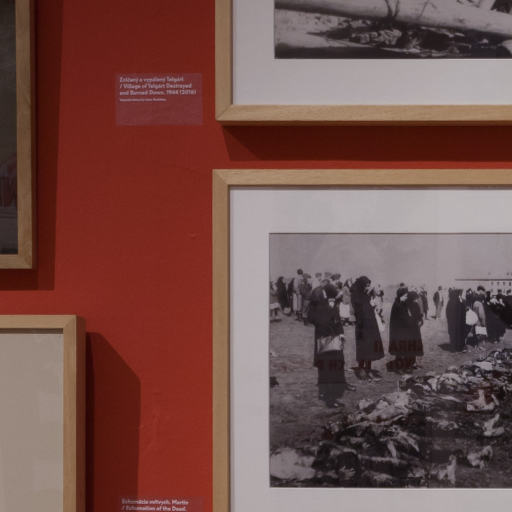 Zničený a vypálený Telgárt
/ Village of Telgárt Destroyed
and Burned Down, 1944 (2016)
Exhumácia mŕtvych. Martin
/ Exhumation of the Dead.